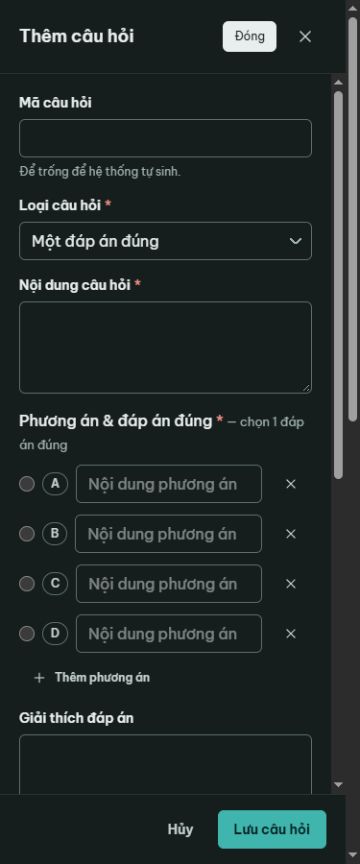 Thêm câu hỏi
Đóng
Mã câu hỏi
Để trống để hệ thống tự sinh.
Loại câu hỏi *
Một đáp án đúng
Nội dung câu hỏi *
Phương án & đáp án đúng * — chọn 1 đáp
án đúng
A Nội dung phương án
B Nội dung phương án
C Nội dung phương án
D Nội dung phương án
Thêm phương án
Giải thích đáp án
Hủy
Lưu câu hỏi